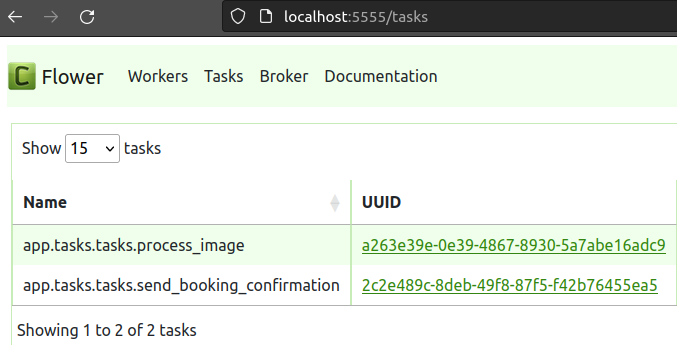 localhost:5555/tasks
C Flower Workers Tasks Broker Documentation
Show 15 tasks
Name UUID
app.tasks.tasks.process_image a263e39e-0e39-4867-8930-5a7abe16adc9
app.tasks.tasks.send_booking_confirmation 2c2e489c-8deb-49f8-87f5-f42b76455ea5
Showing 1 to 2 of 2 tasks